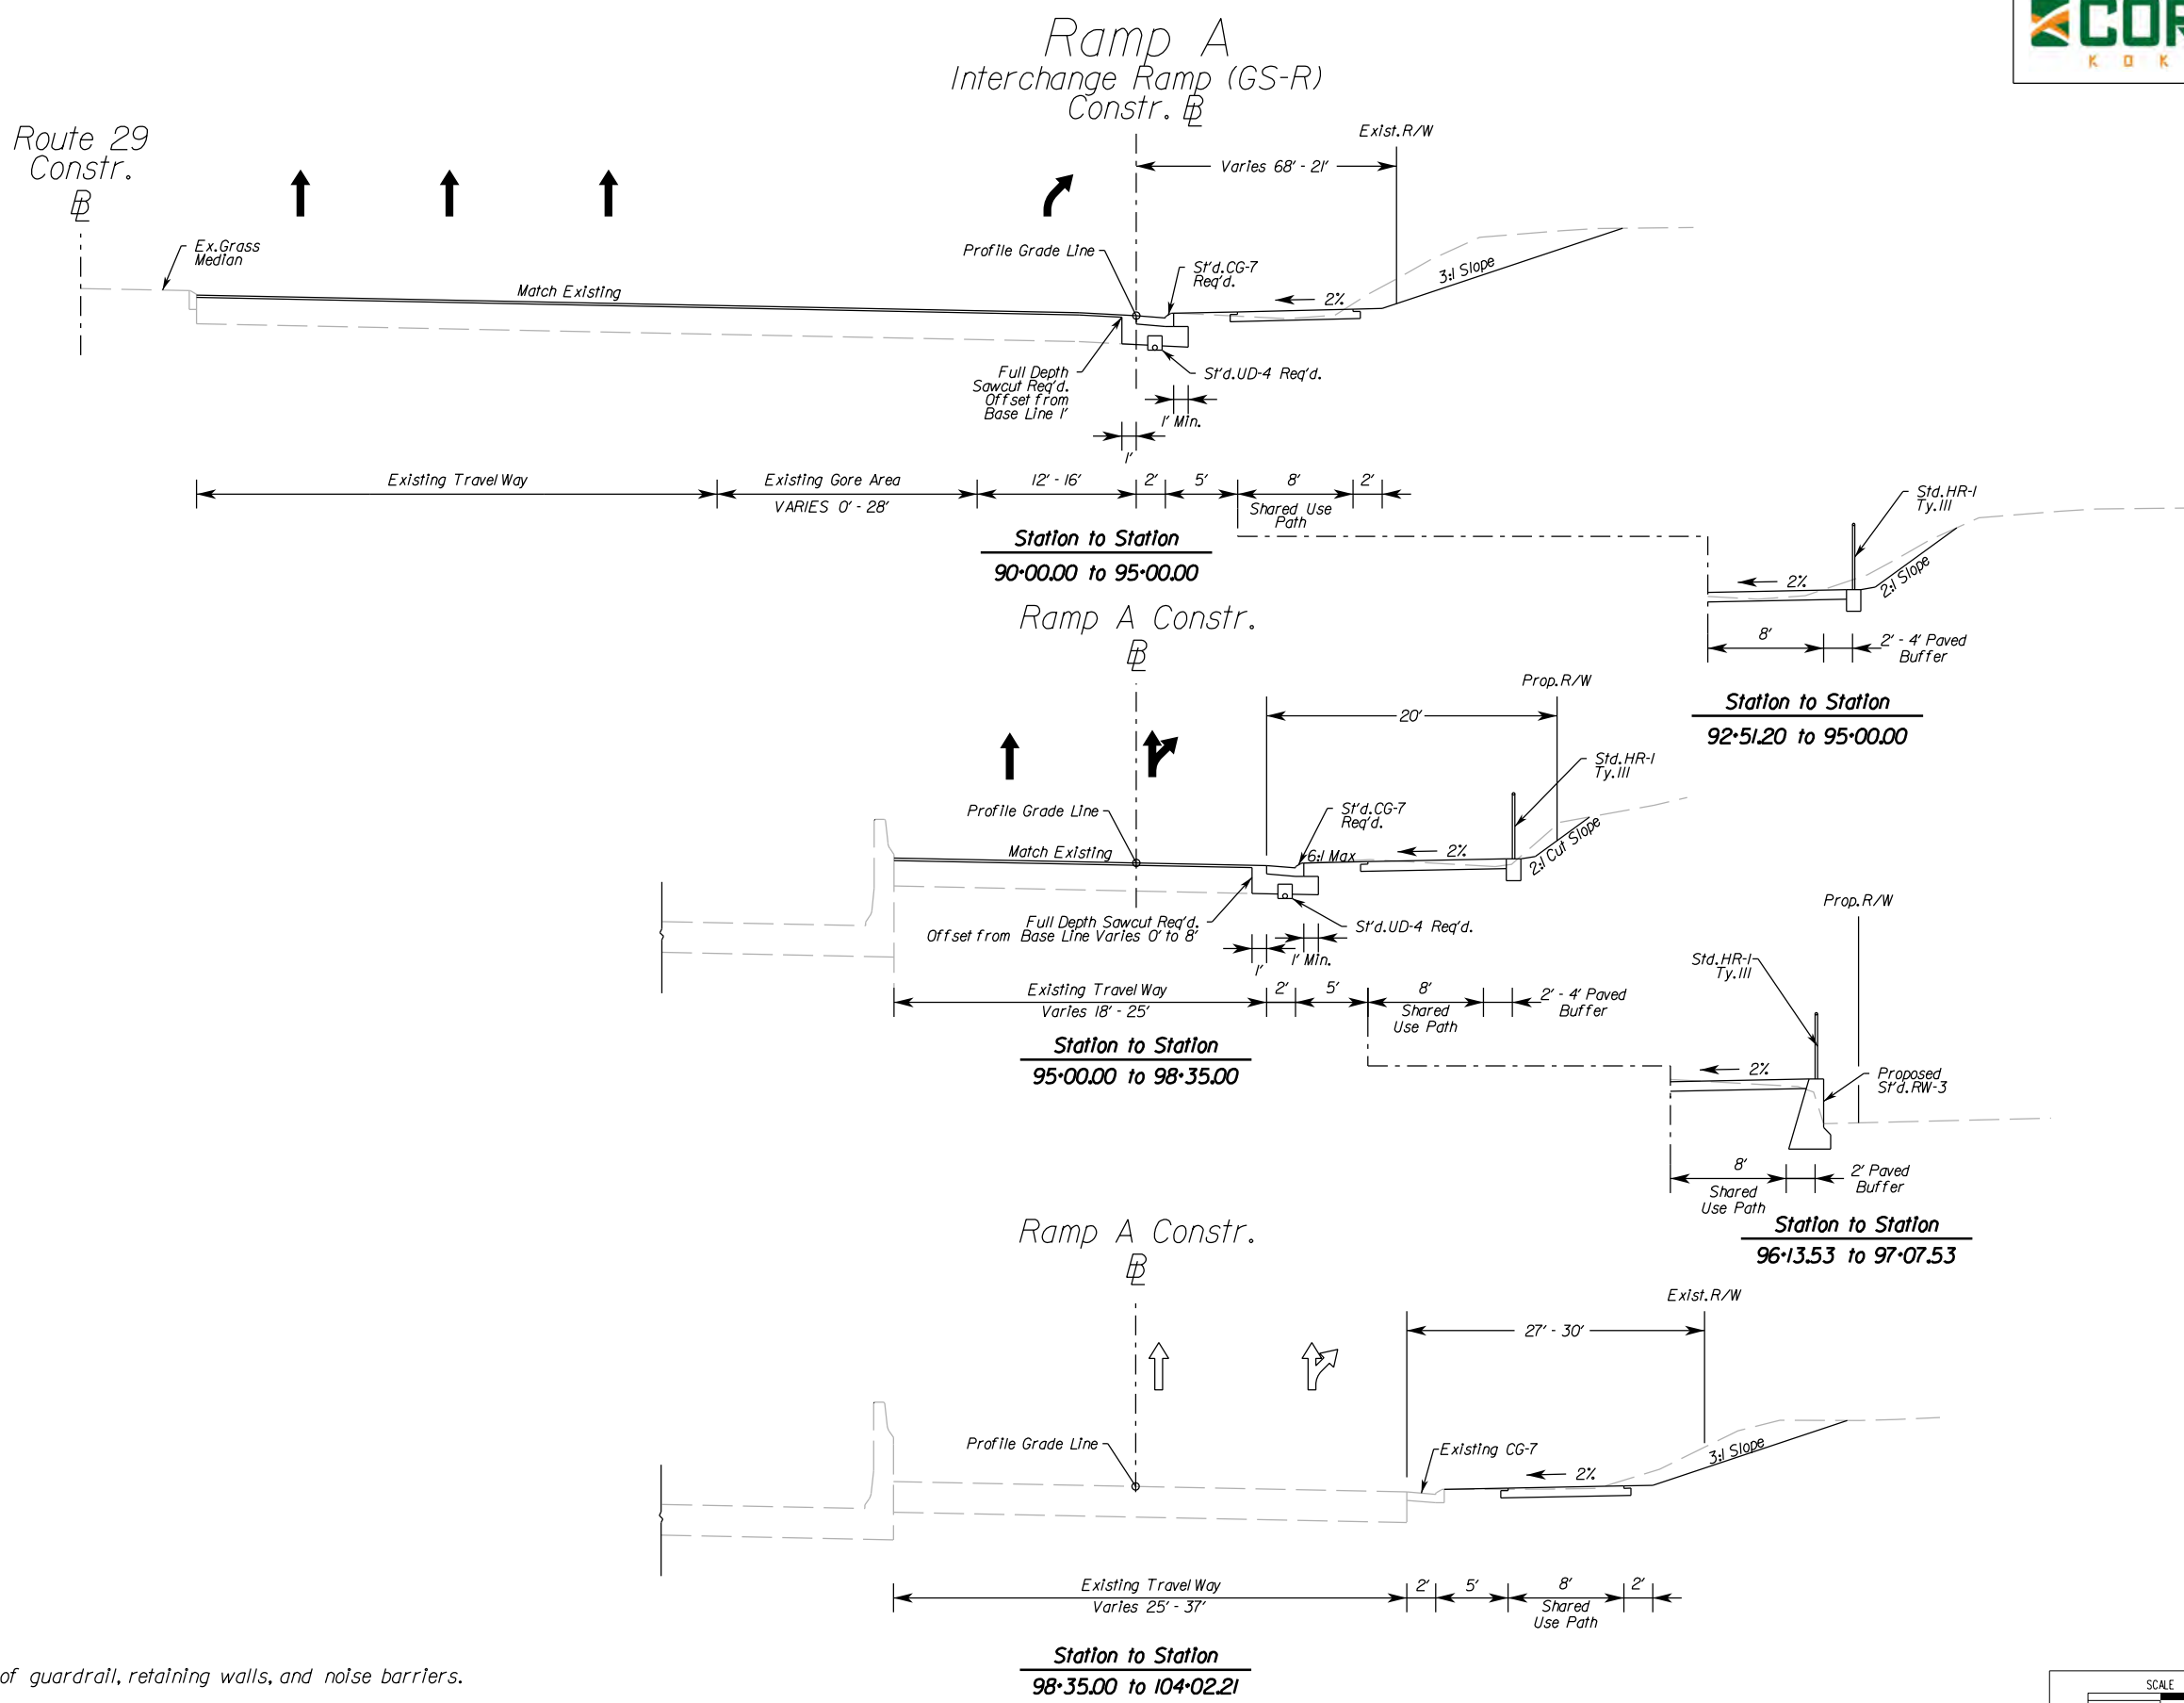 COR
K O K
Ramp A
Interchange Ramp (GS-R)
Constr. BL
Route 29
Constr.
BL
Exist. R/W
Varies 68' - 21'
Ex. Grass
Median
Profile Grade Line
St'd. CG-7
Req'd.
3:1 Slope
Match Existing
2%
Full Depth
Sawcut Req'd.
Offset from
Base Line 1'
St'd. UD-4 Req'd.
1' Min.
1'
Existing Travel Way
Existing Gore Area
VARIES 0' - 28'
12' - 16'
2'
5'
8'
2'
Shared Use
Path
Station to Station
90+00.00 to 95+00.00
Std. HR-1
Ty. III
2%
2:1 Slope
8'
2' - 4' Paved
Buffer
Station to Station
92+51.20 to 95+00.00
Ramp A Constr.
BL
Prop. R/W
20'
Std. HR-1
Ty. III
Profile Grade Line
St'd. CG-7
Req'd.
Match Existing
6:1 Max
2%
2:1 Cut Slope
Full Depth Sawcut Req'd.
Offset from Base Line Varies 0' to 8'
St'd. UD-4 Req'd.
1' Min.
1'
Existing Travel Way
Varies 18' - 25'
2'
5'
8'
Shared
Use Path
2' - 4' Paved
Buffer
Station to Station
95+00.00 to 98+35.00
Prop. R/W
Std. HR-1
Ty. III
2%
Proposed
St'd. RW-3
8'
Shared
Use Path
2' Paved
Buffer
Station to Station
96+13.53 to 97+07.53
Ramp A Constr.
BL
Exist. R/W
27' - 30'
Profile Grade Line
Existing CG-7
2%
3:1 Slope
Existing Travel Way
Varies 25' - 37'
2'
5'
8'
2'
Shared
Use Path
Station to Station
98+35.00 to 104+02.21
of guardrail, retaining walls, and noise barriers.
SCALE